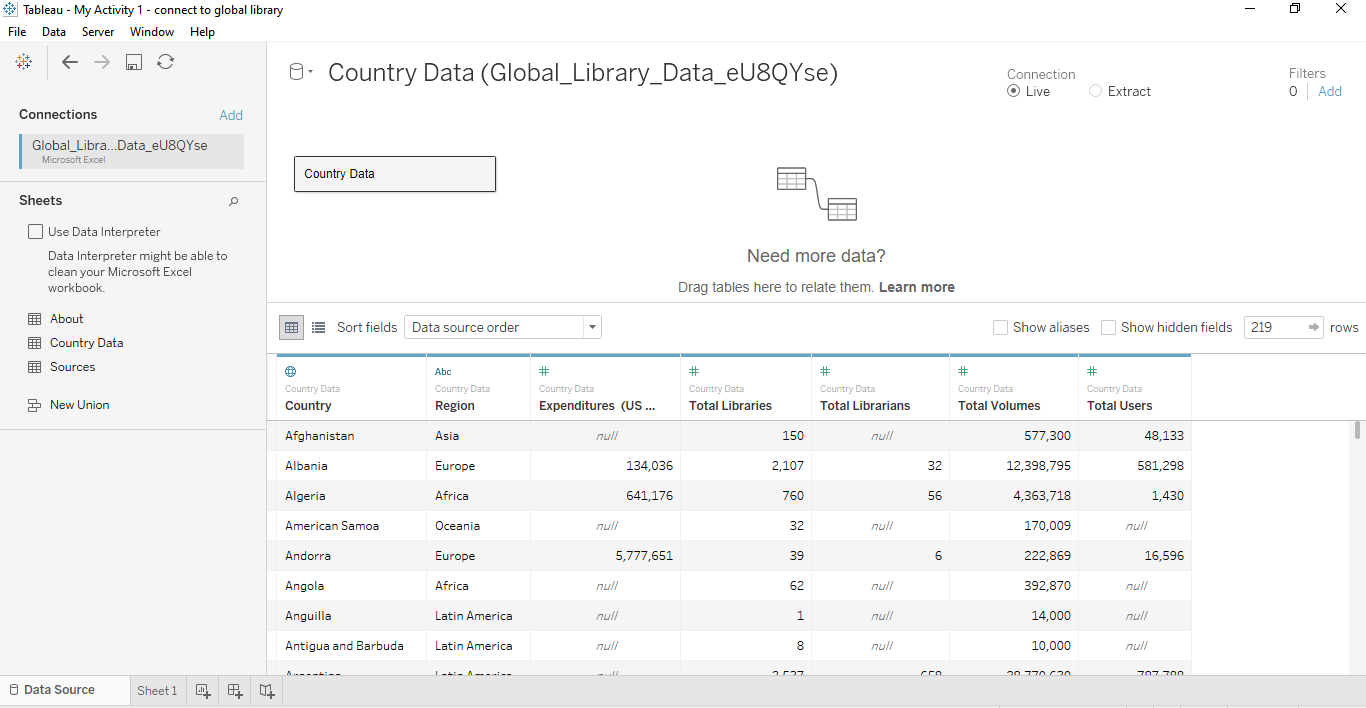 Tableau - My Activity 1 - connect to global library
File Data Server Window Help
Connections Add
Global_Libra...Data_eU8QYse
Microsoft Excel
Sheets
Use Data Interpreter
Data Interpreter might be able to
clean your Microsoft Excel
workbook.
About
Country Data
Sources
New Union
Country Data (Global_Library_Data_eU8QYse)
Connection
Live Extract
Filters
0 Add
Country Data
Need more data?
Drag tables here to relate them. Learn more
Sort fields Data source order Show aliases Show hidden fields 219 rows
Abc # # # # #
Country Data Country Data Country Data Country Data Country Data Country Data Country Data
Country Region Expenditures (US ... Total Libraries Total Librarians Total Volumes Total Users
Afghanistan Asia null 150 null 577,300 48,133
Albania Europe 134,036 2,107 32 12,398,795 581,298
Algeria Africa 641,176 760 56 4,363,718 1,430
American Samoa Oceania null 32 null 170,009 null
Andorra Europe 5,777,651 39 6 222,869 16,596
Angola Africa null 62 null 392,870 null
Anguilla Latin America null 1 null 14,000 null
Antigua and Barbuda Latin America null 8 null 10,000 null
Data Source Sheet 1